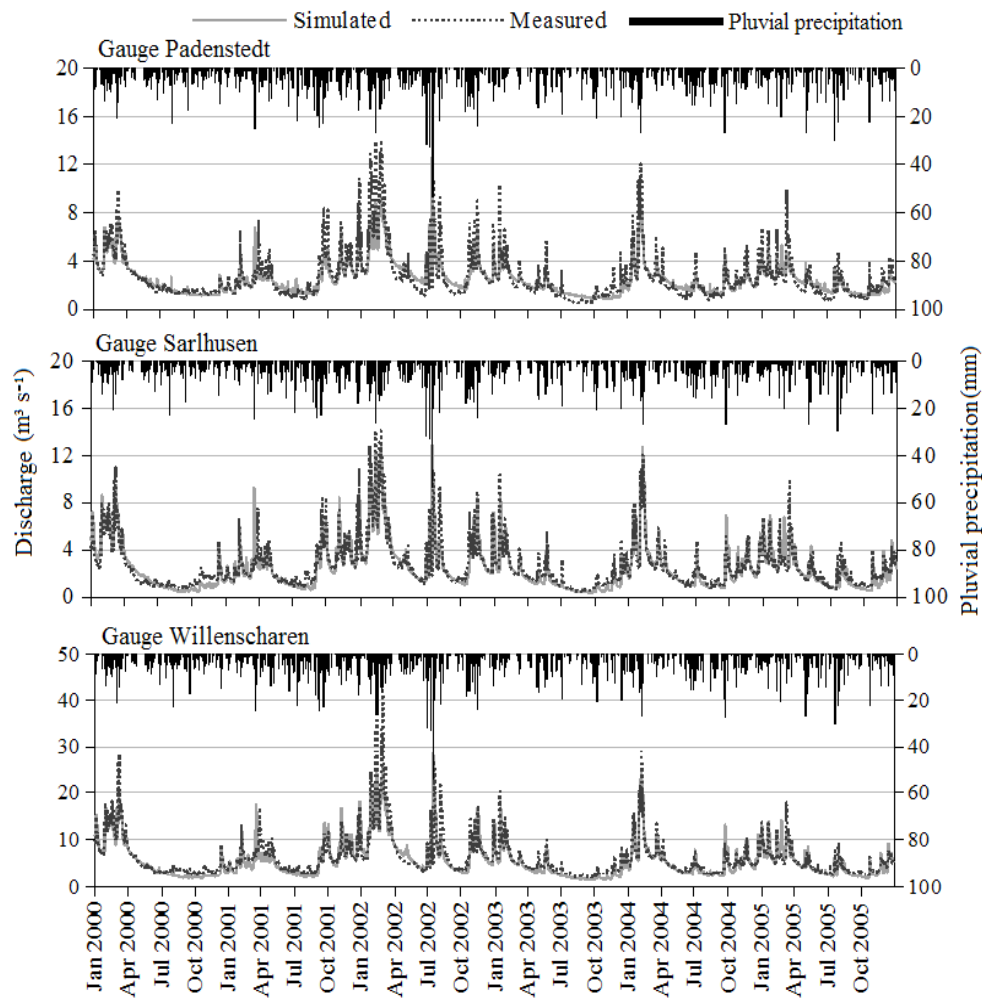 Simulated Measured Pluvial precipitation
Gauge Padenstedt
20 0
16 20
12 40
8 60
4 80
0 100
Gauge Sarlhusen
20 0
16 20
12 40
8 60
4 80
0 100
Gauge Willenscharen
50 0
40 20
30 40
20 60
10 80
0 100
Discharge (m³ s⁻¹)
Pluvial precipitation (mm)
Jan 2000
Apr 2000
Jul 2000
Oct 2000
Jan 2001
Apr 2001
Jul 2001
Oct 2001
Jan 2002
Apr 2002
Jul 2002
Oct 2002
Jan 2003
Apr 2003
Jul 2003
Oct 2003
Jan 2004
Apr 2004
Jul 2004
Oct 2004
Jan 2005
Apr 2005
Jul 2005
Oct 2005